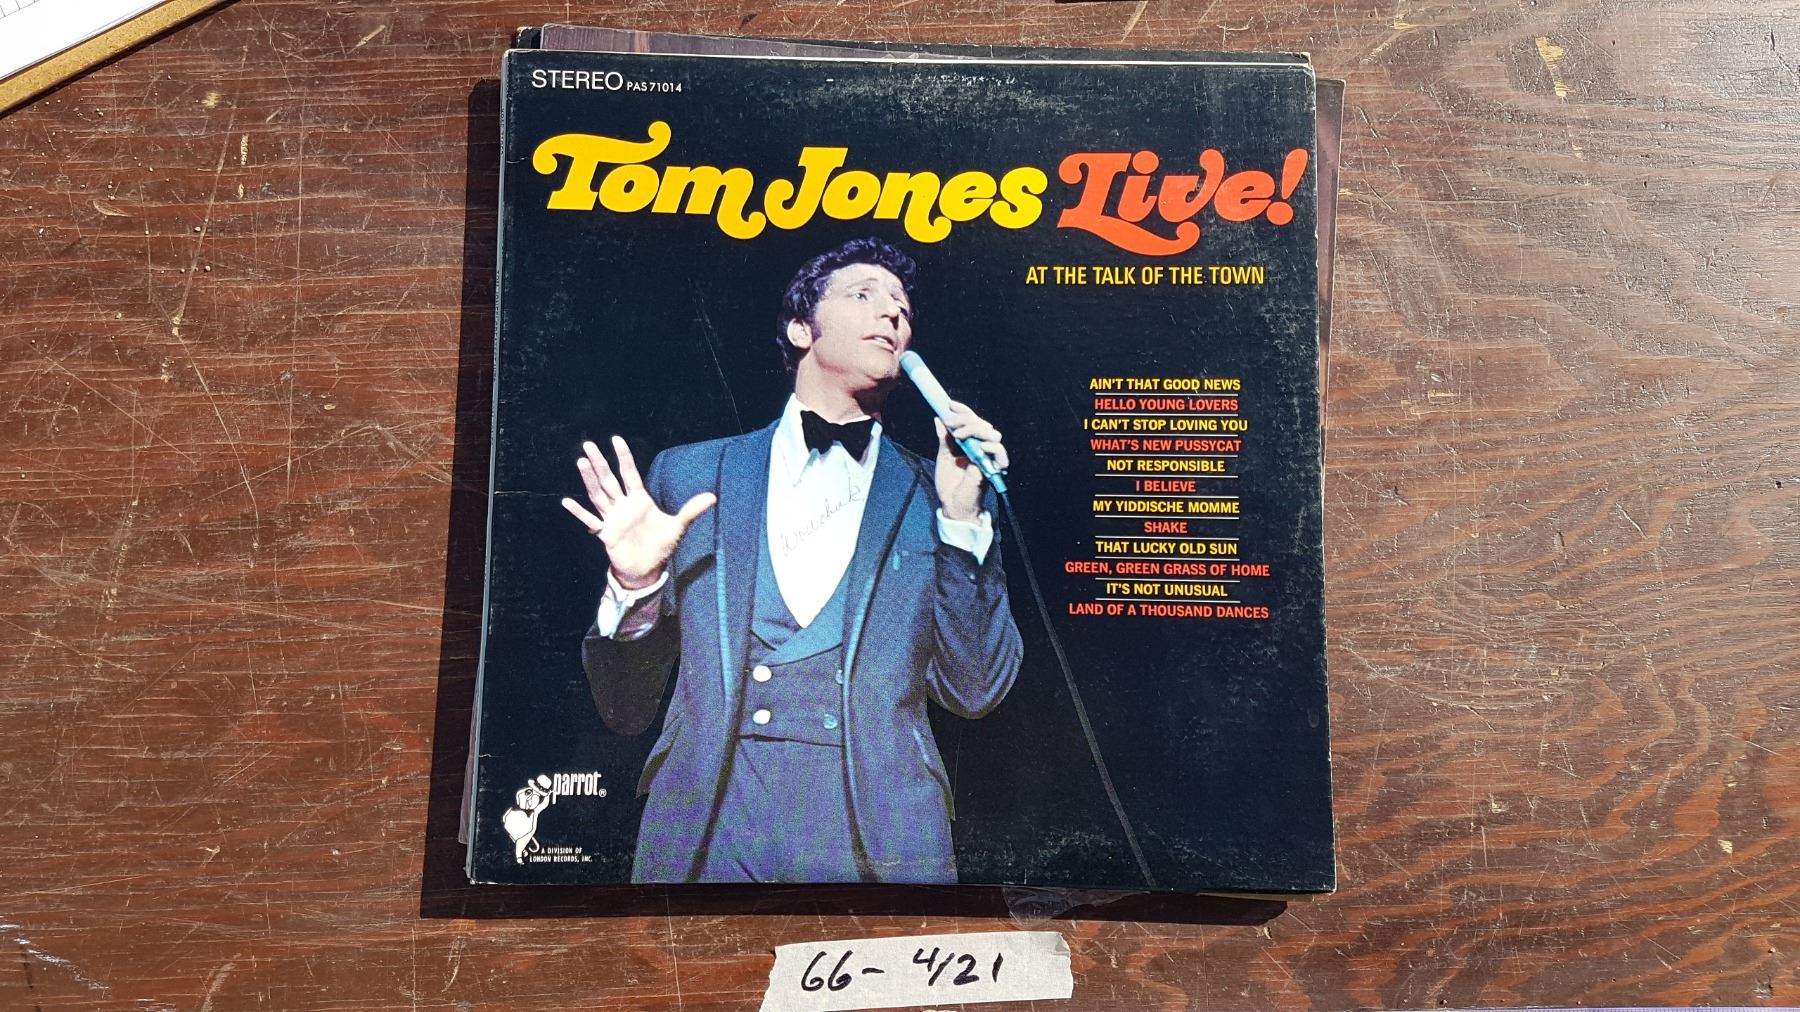 STEREO PAS 71014
Tom Jones Live!
AT THE TALK OF THE TOWN
AIN'T THAT GOOD NEWS
HELLO YOUNG LOVERS
I CAN'T STOP LOVING YOU
WHAT'S NEW PUSSYCAT
NOT RESPONSIBLE
I BELIEVE
MY YIDDISCHE MOMME
SHAKE
THAT LUCKY OLD SUN
GREEN, GREEN GRASS OF HOME
IT'S NOT UNUSUAL
LAND OF A THOUSAND DANCES
parrot®
A DIVISION OF
LONDON RECORDS, INC.
66- 4/21